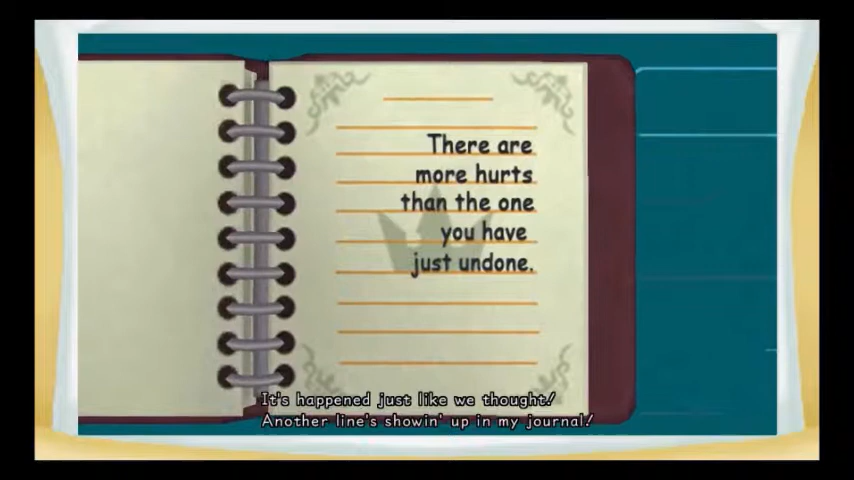 There are
more hurts
than the one
you have
just undone.
It's happened just like we thought!
Another line's showin' up in my journal!